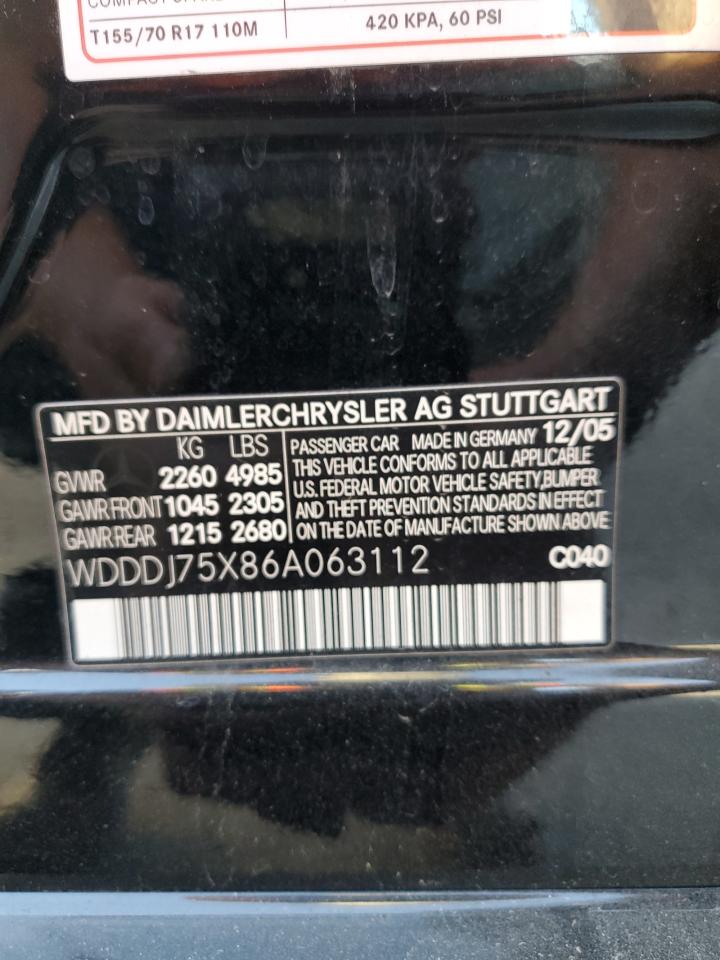 COMPACT SPARE
T155/70 R17 110M
420 KPA, 60 PSI
MFD BY DAIMLERCHRYSLER AG STUTTGART
KG LBS
GVWR 2260 4985
GAWR FRONT 1045 2305
GAWR REAR 1215 2680
PASSENGER CAR MADE IN GERMANY 12/05
THIS VEHICLE CONFORMS TO ALL APPLICABLE
U.S. FEDERAL MOTOR VEHICLE SAFETY,BUMPER
AND THEFT PREVENTION STANDARDS IN EFFECT
ON THE DATE OF MANUFACTURE SHOWN ABOVE
WDDDJ75X86A063112
C040